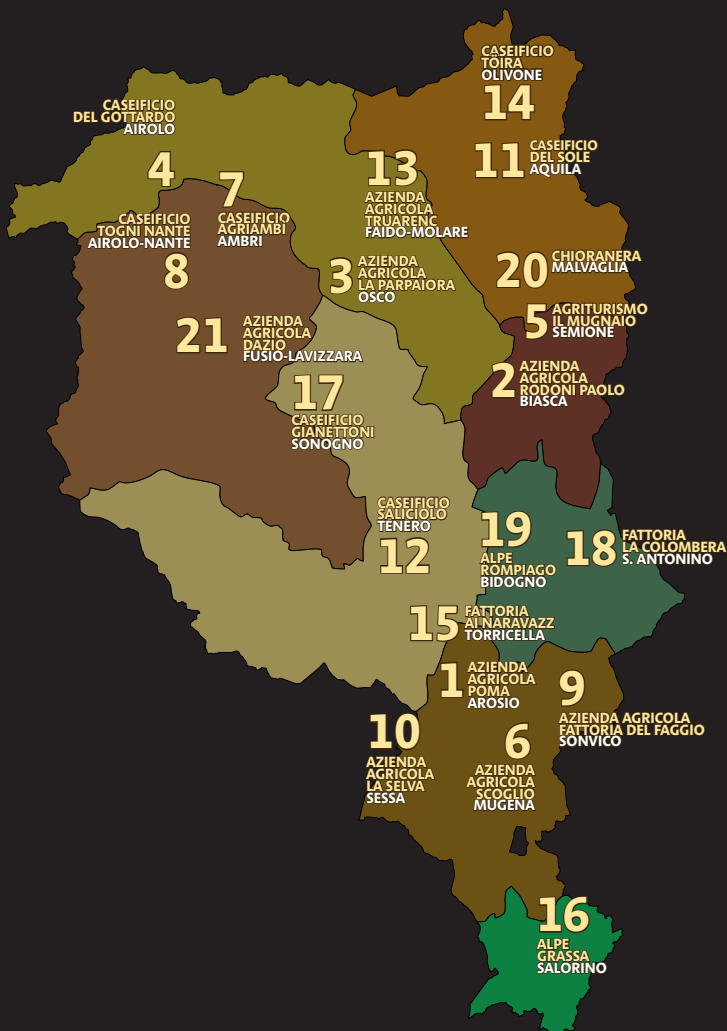 CASEIFICIO
TÖIRA
OLIVONE
14
CASEIFICIO
DEL GOTTARDO
AIROLO
4
11
CASEIFICIO
DEL SOLE
AQUILA
13
AZIENDA
AGRICOLA
TRUARENC
FAIDO-MOLARE
7
CASEIFICIO
AGRIAMBI
AMBRI
CASEIFICIO
TOGNI NANTE
AIROLO-NANTE
8
3
AZIENDA
AGRICOLA
LA PARPAIORA
OSCO
20
CHIORANERA
MALVAGLIA
5
AGRITURISMO
IL MUGNAIO
SEMIONE
21
AZIENDA
AGRICOLA
DAZIO
FUSIO-LAVIZZARA
2
AZIENDA
AGRICOLA
RODONI PAOLO
BIASCA
17
CASEIFICIO
GIANETTONI
SONOGNO
CASEIFICIO
SALICIOLO
TENERO
12
19
ALPE
ROMPIAGO
BIDOGNO
18
FATTORIA
LA COLOMBERA
S. ANTONINO
15
FATTORIA
AI NARAVAZZ
TORRICELLA
1
AZIENDA
AGRICOLA
POMA
AROSIO
9
AZIENDA AGRICOLA
FATTORIA DEL FAGGIO
SONVICO
10
AZIENDA
AGRICOLA
LA SELVA
SESSA
6
AZIENDA
AGRICOLA
SCOGLIO
MUGENA
16
ALPE
GRASSA
SALORINO